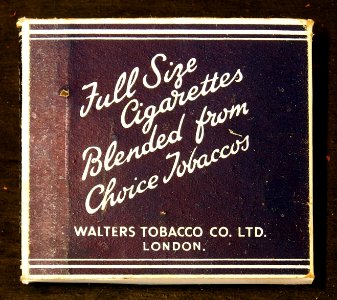 Full Size
Cigarettes
Blended from
Choice Tobaccos
WALTERS TOBACCO CO. LTD.
LONDON.